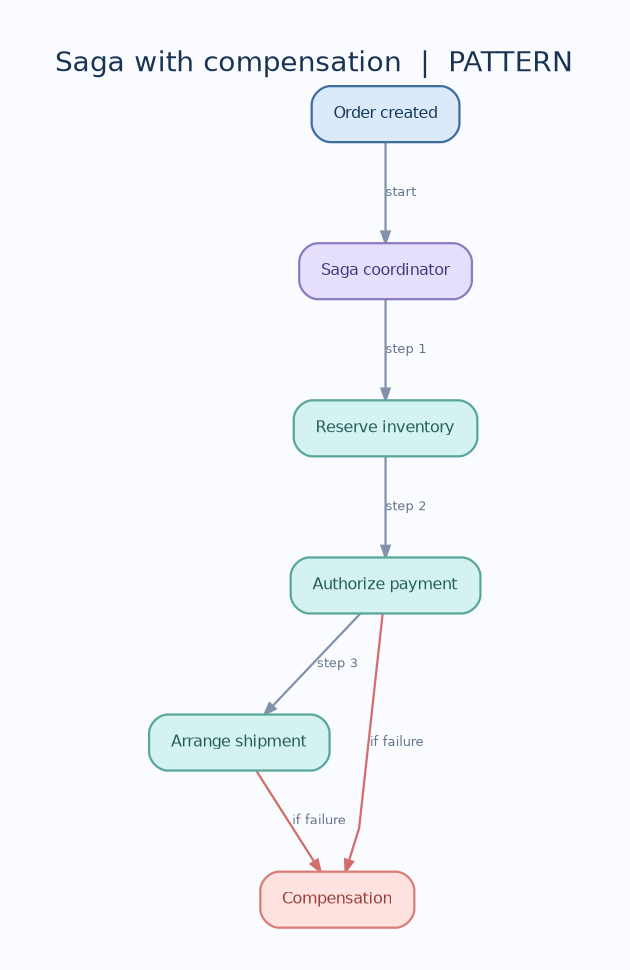 Saga with compensation | PATTERN
Order created
start
Saga coordinator
step 1
Reserve inventory
step 2
Authorize payment
step 3
Arrange shipment
if failure
if failure
Compensation